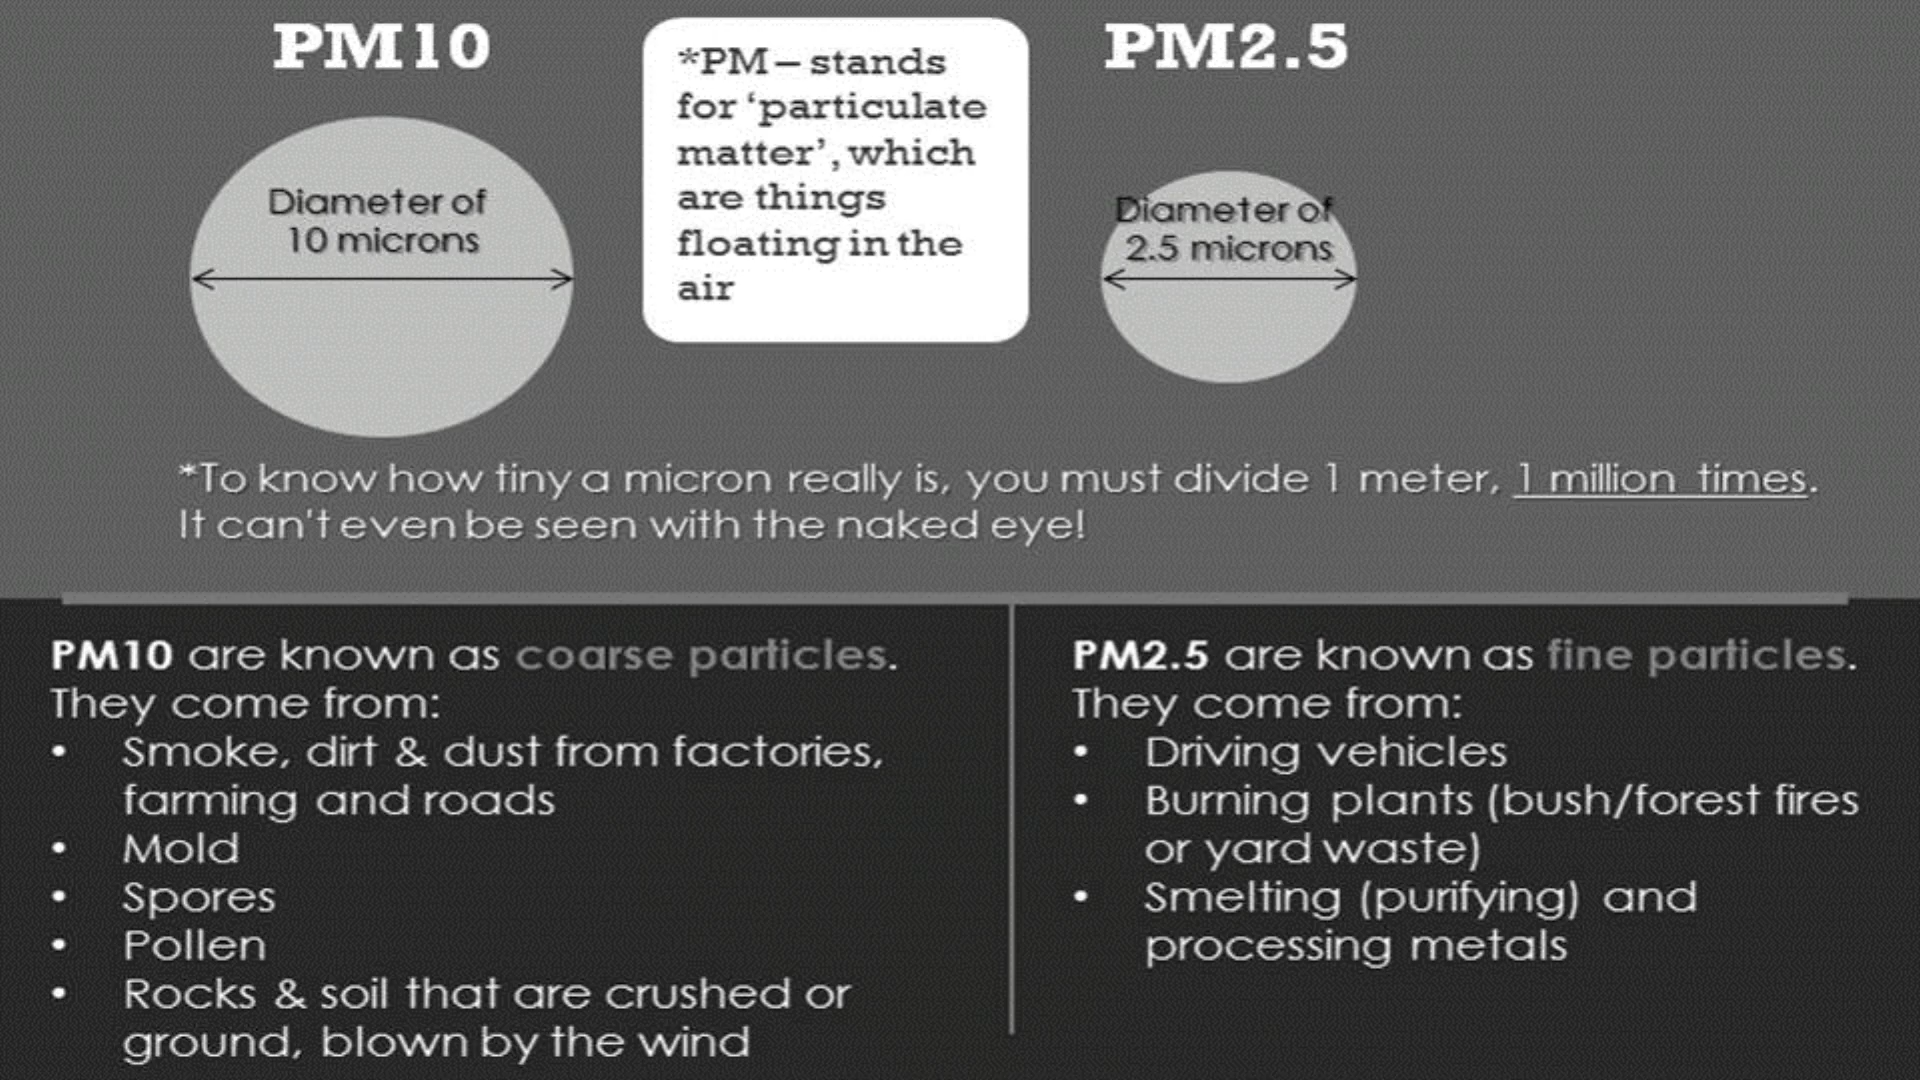 PM10
*PM – stands
for ‘particulate
matter’, which
are things
floating in the
air
PM2.5
Diameter of
10 microns
Diameter of
2.5 microns
*To know how tiny a micron really is, you must divide 1 meter, 1 million times.
It can't even be seen with the naked eye!
PM10 are known as coarse particles.
They come from:
• Smoke, dirt & dust from factories,
farming and roads
• Mold
• Spores
• Pollen
• Rocks & soil that are crushed or
ground, blown by the wind
PM2.5 are known as fine particles.
They come from:
• Driving vehicles
• Burning plants (bush/forest fires
or yard waste)
• Smelting (purifying) and
processing metals